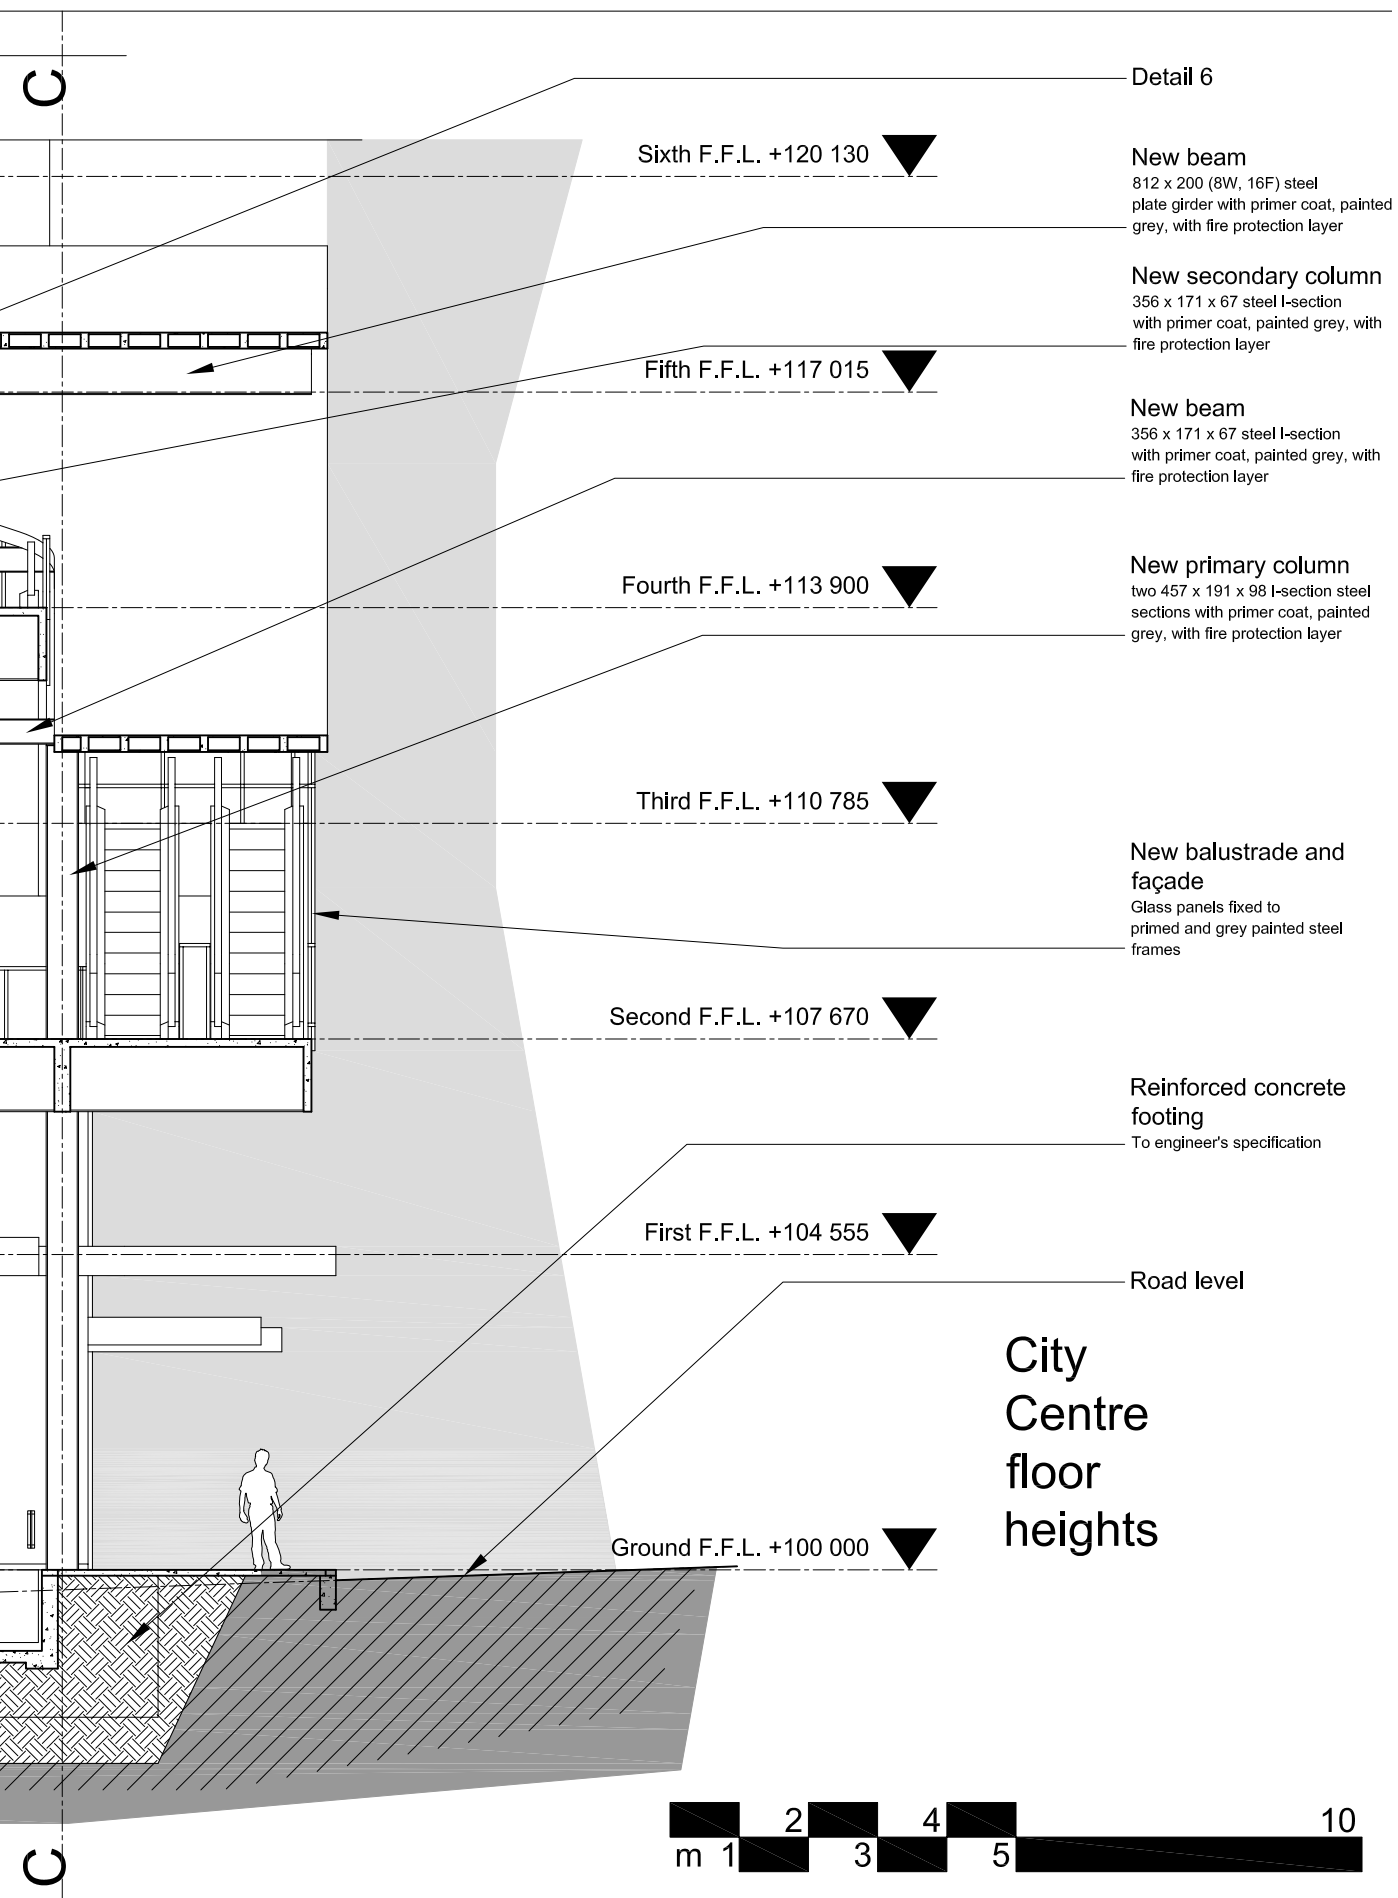 C
Detail 6
Sixth F.F.L. +120 130
New beam
812 x 200 (8W, 16F) steel
plate girder with primer coat, painted
grey, with fire protection layer
New secondary column
356 x 171 x 67 steel I-section
with primer coat, painted grey, with
fire protection layer
Fifth F.F.L. +117 015
New beam
356 x 171 x 67 steel I-section
with primer coat, painted grey, with
fire protection layer
Fourth F.F.L. +113 900
New primary column
two 457 x 191 x 98 I-section steel
sections with primer coat, painted
grey, with fire protection layer
Third F.F.L. +110 785
New balustrade and
façade
Glass panels fixed to
primed and grey painted steel
frames
Second F.F.L. +107 670
Reinforced concrete
footing
To engineer's specification
First F.F.L. +104 555
Road level
City
Centre
floor
heights
Ground F.F.L. +100 000
2 4 10
m 1 3 5
C